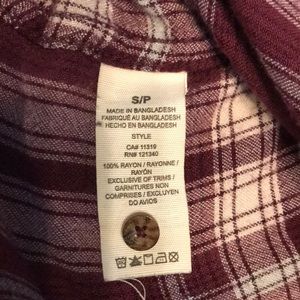 S/P
MADE IN BANGLADESH
FABRIQUÉ AU BANGLADESH
HECHO EN BANGLADESH
STYLE
CA# 11319
RN# 121340
100% RAYON / RAYONNE /
RAYÓN
EXCLUSIVE OF TRIMS /
GARNITURES NON
COMPRISES / EXCLUYEN
DO AVIOS